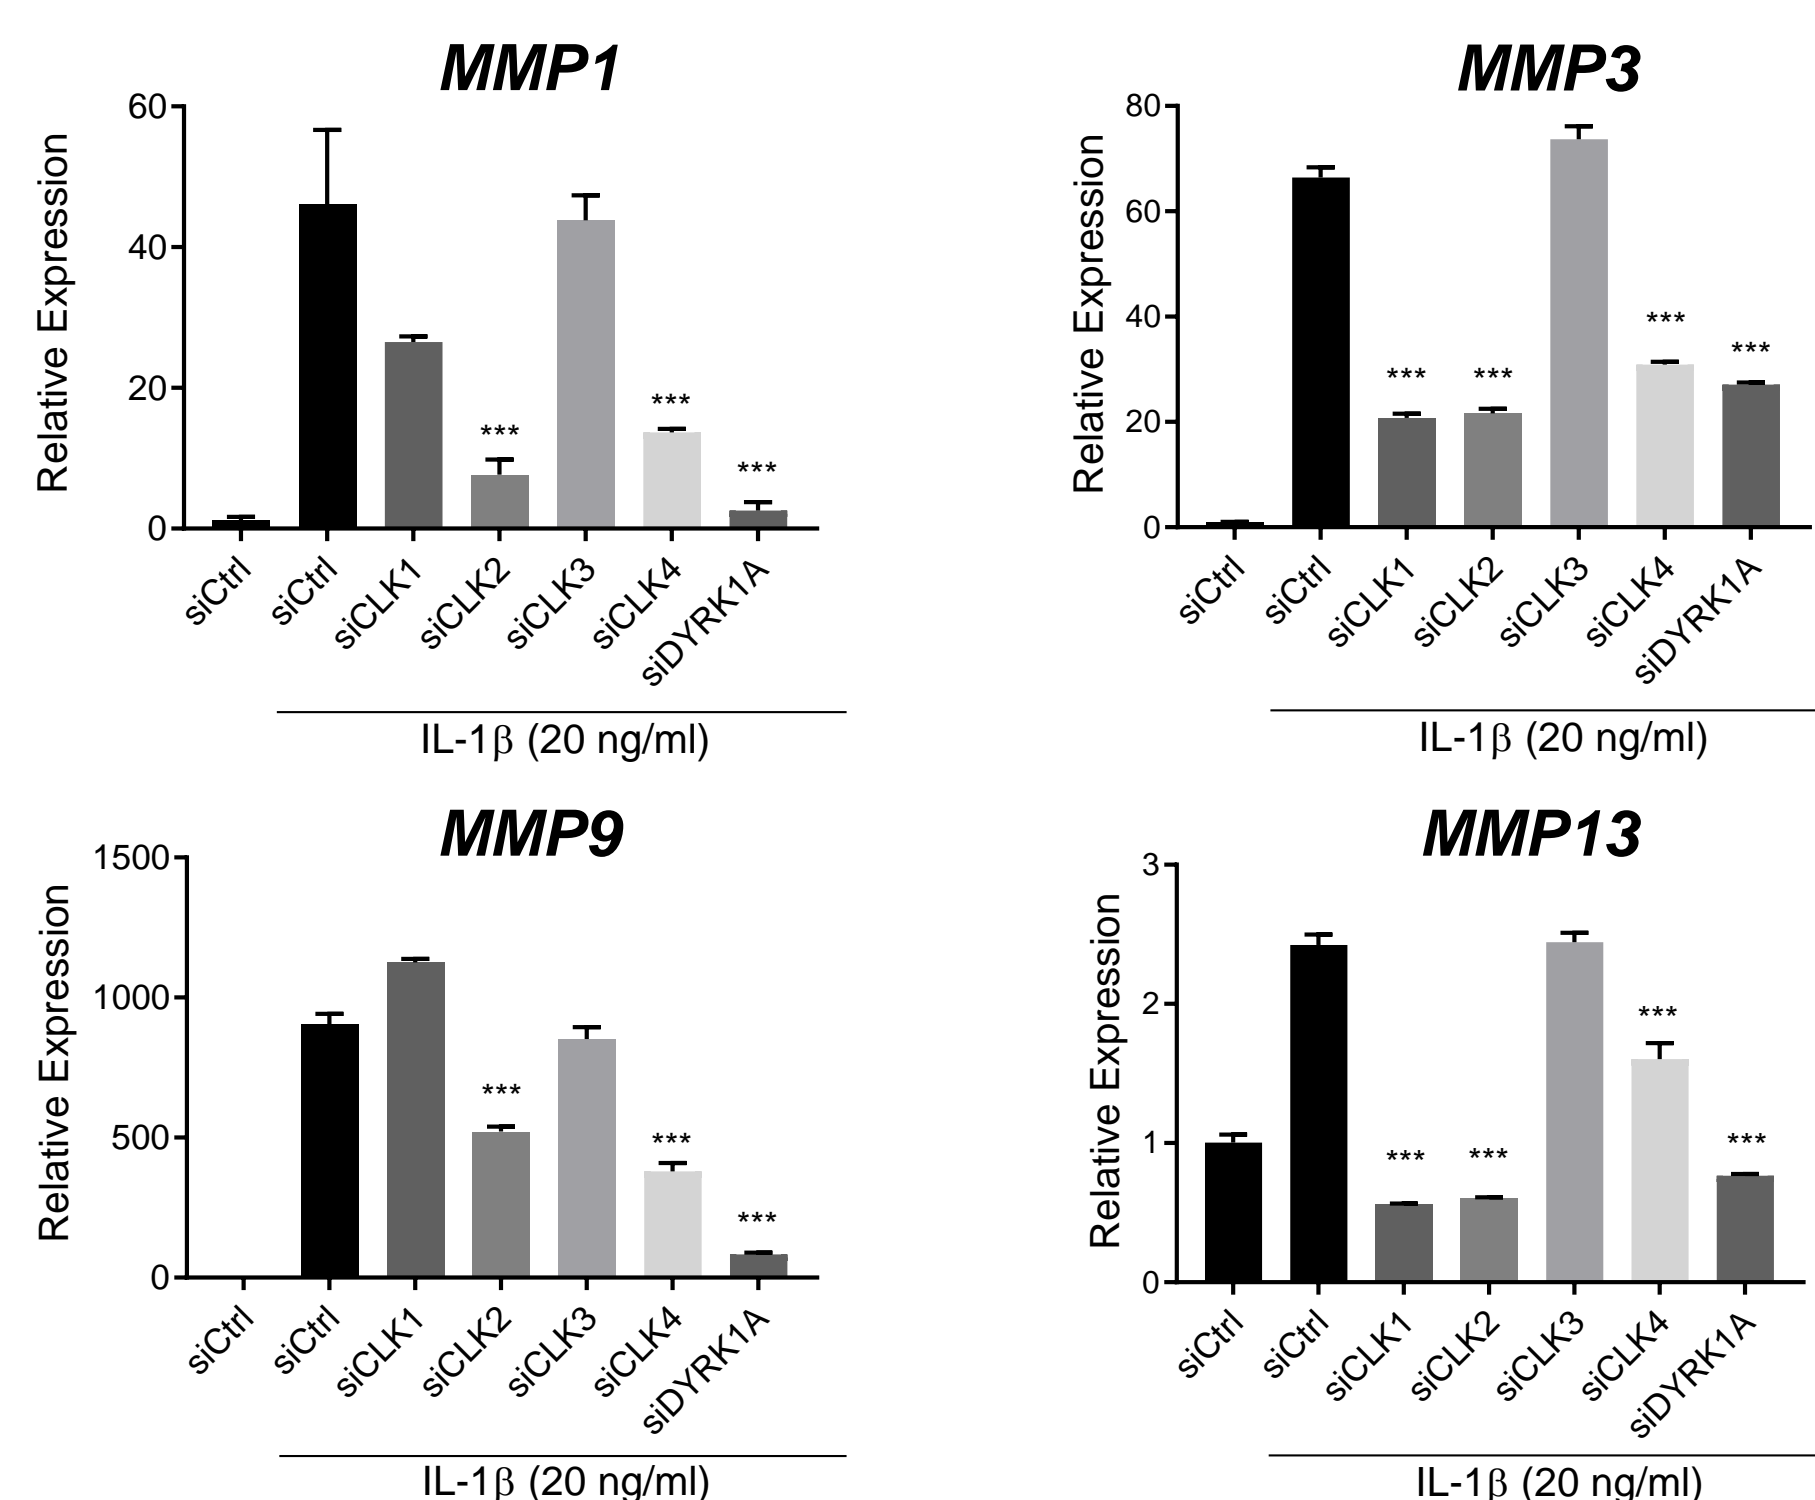 MMP1
60
40
20
0
Relative Expression
***
***
***
siCtrl
siCtrl
siCLK1
siCLK2
siCLK3
siCLK4
siDYRK1A
IL-1β (20 ng/ml)
MMP3
80
60
40
20
0
Relative Expression
***
***
***
***
siCtrl
siCtrl
siCLK1
siCLK2
siCLK3
siCLK4
siDYRK1A
IL-1β (20 ng/ml)
MMP9
1500
1000
500
0
Relative Expression
***
***
***
siCtrl
siCtrl
siCLK1
siCLK2
siCLK3
siCLK4
siDYRK1A
IL-1β (20 ng/ml)
MMP13
3
2
1
0
Relative Expression
***
***
***
***
siCtrl
siCtrl
siCLK1
siCLK2
siCLK3
siCLK4
siDYRK1A
IL-1β (20 ng/ml)